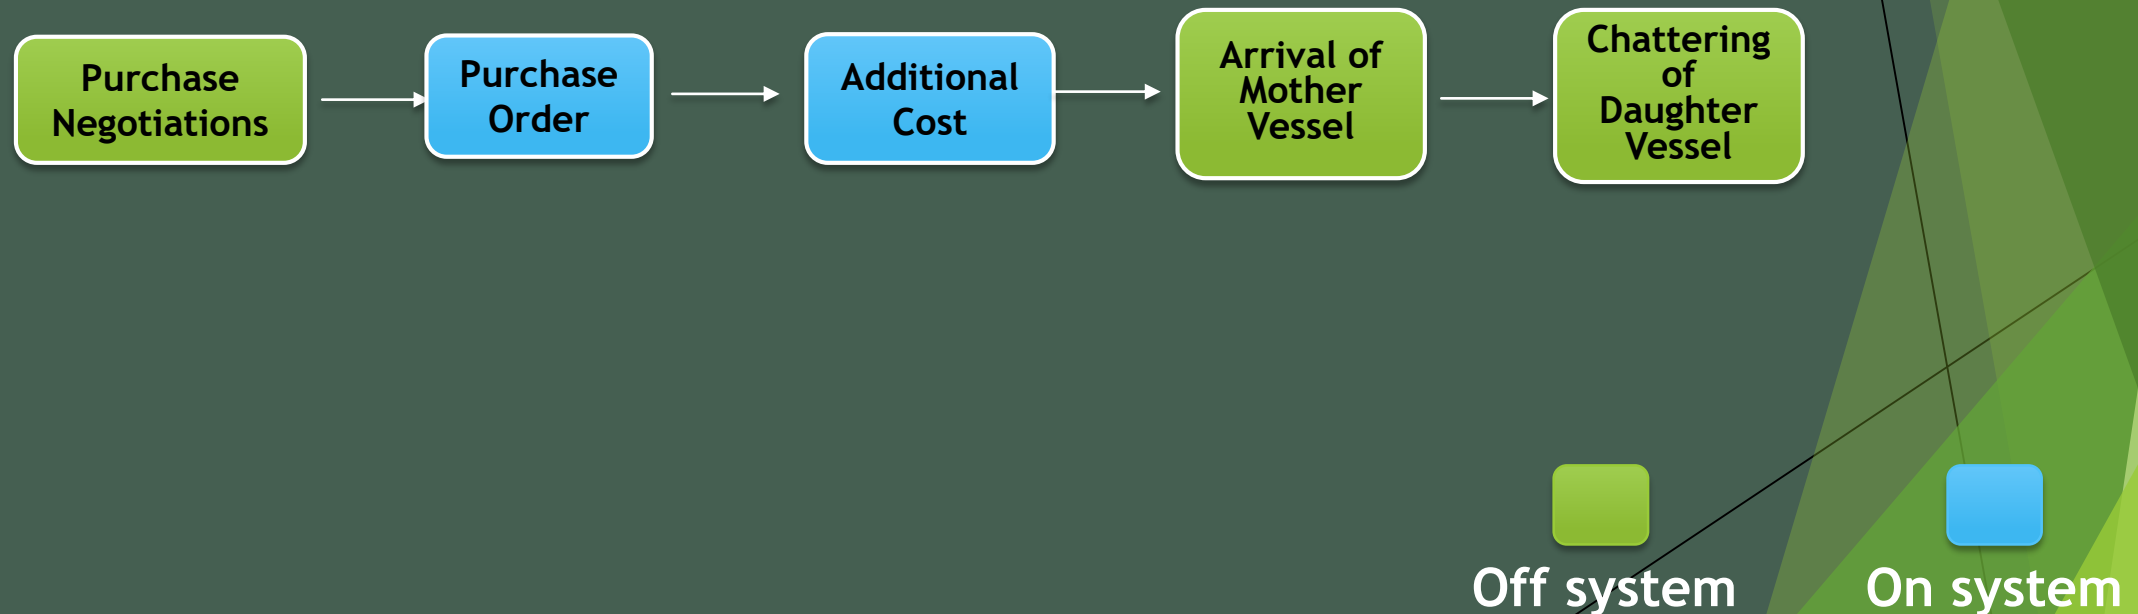 Purchase
Negotiations
Purchase
Order
Additional
Cost
Arrival of
Mother
Vessel
Chattering
of
Daughter
Vessel
Off system
On system